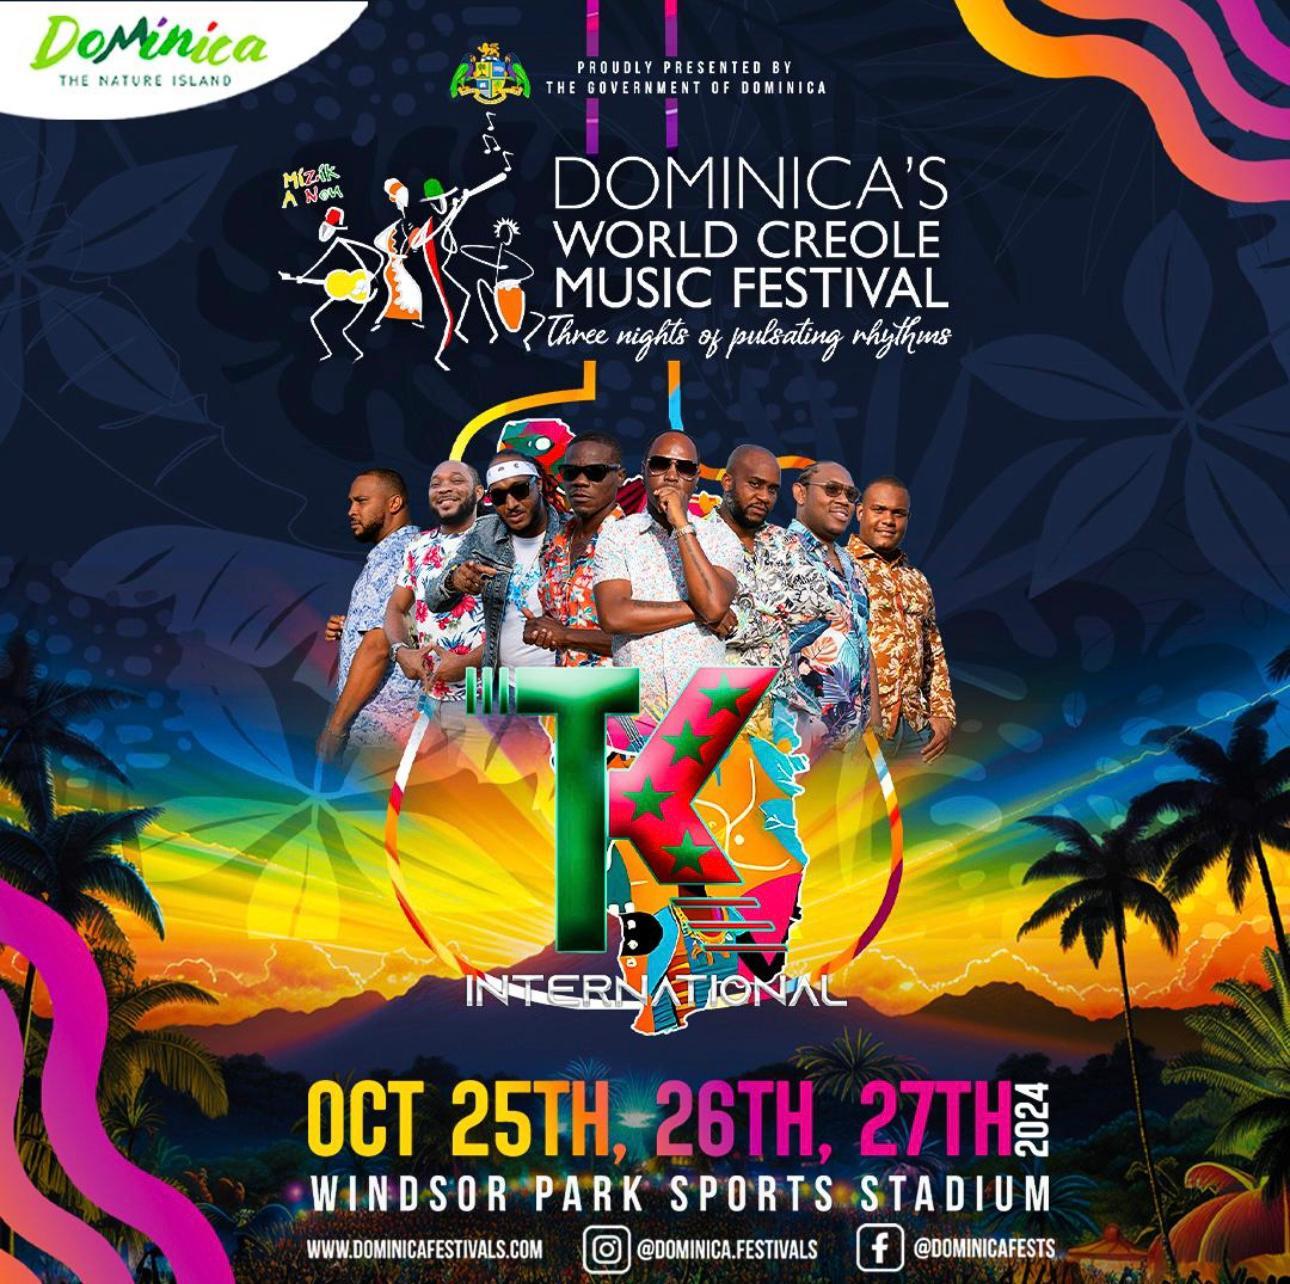 Dominica
THE NATURE ISLAND
PROUDLY PRESENTED BY
THE GOVERNMENT OF DOMINICA
Mizik
A Nou
DOMINICA'S
WORLD CREOLE
MUSIC FESTIVAL
Three nights of pulsating rhythms
TK
INTERNATIONAL
OCT 25TH, 26TH, 27TH 2024
WINDSOR PARK SPORTS STADIUM
WWW.DOMINICAFESTIVALS.COM @DOMINICA.FESTIVALS @DOMINICAFESTS